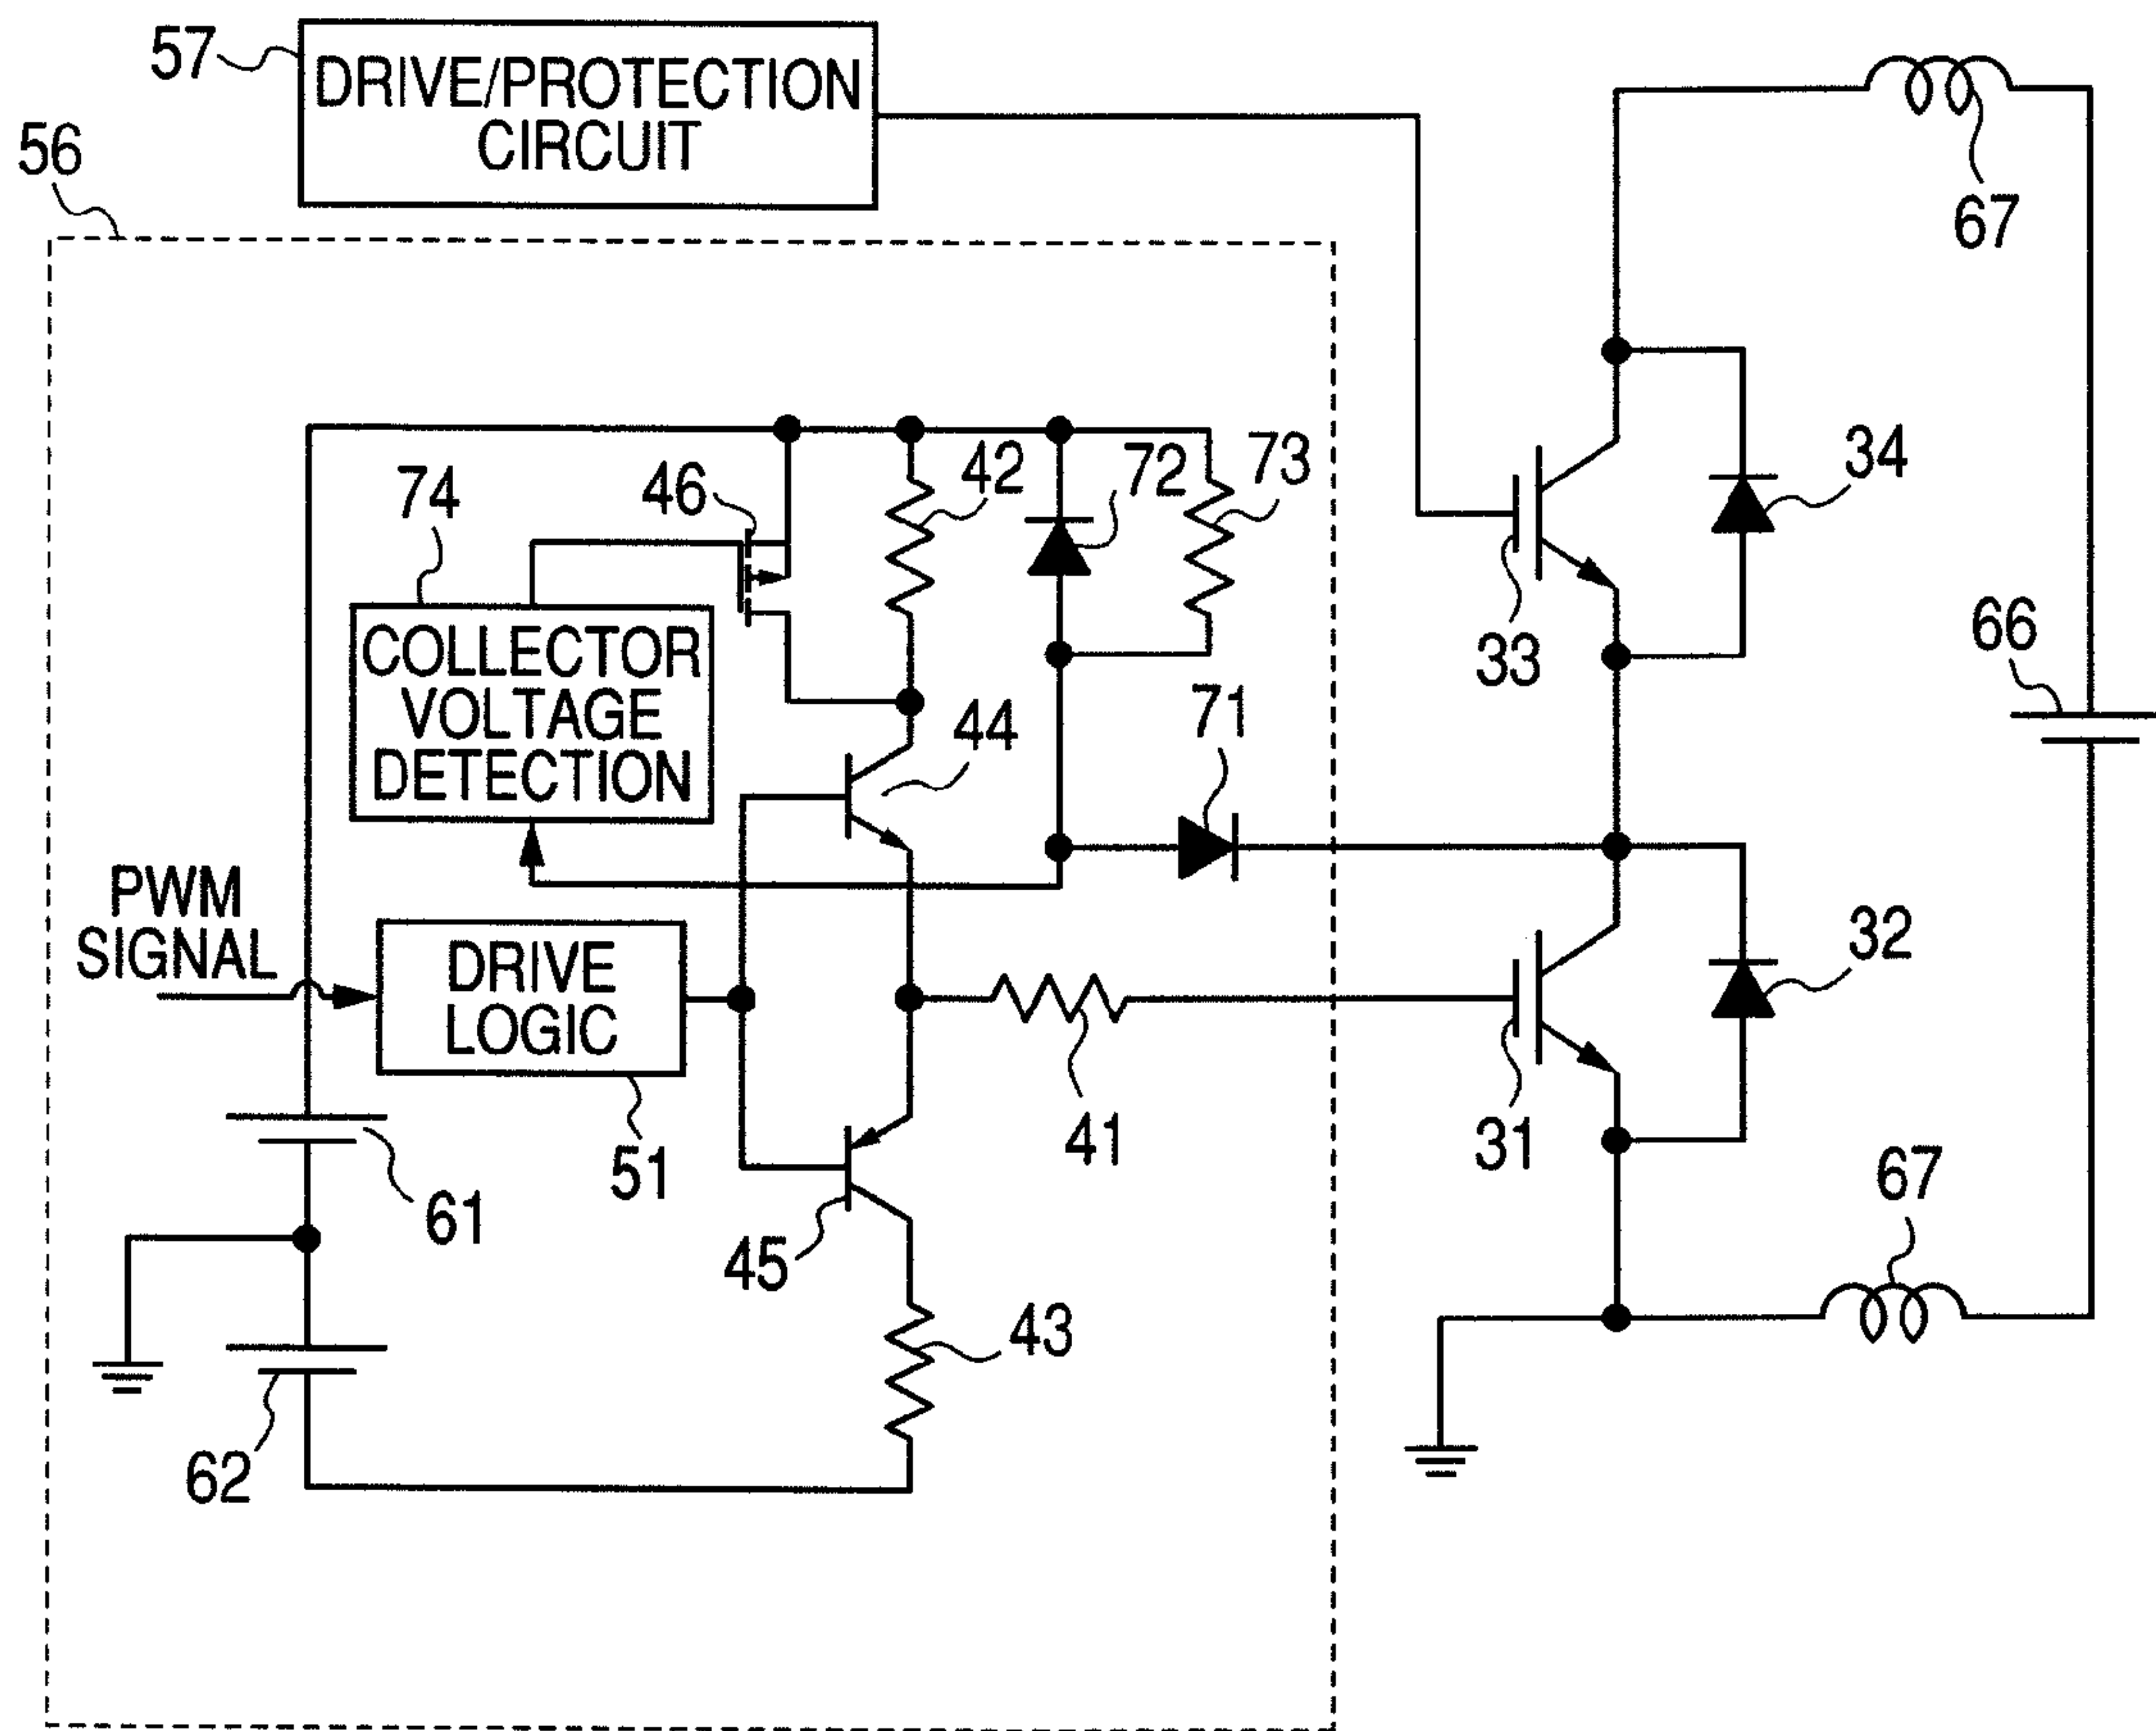 57
DRIVE/PROTECTION
CIRCUIT
56
67
46
42
72
73
34
74
33
66
COLLECTOR
VOLTAGE
DETECTION
44
71
PWM
SIGNAL
DRIVE
LOGIC
32
41
31
51
61
45
67
43
62